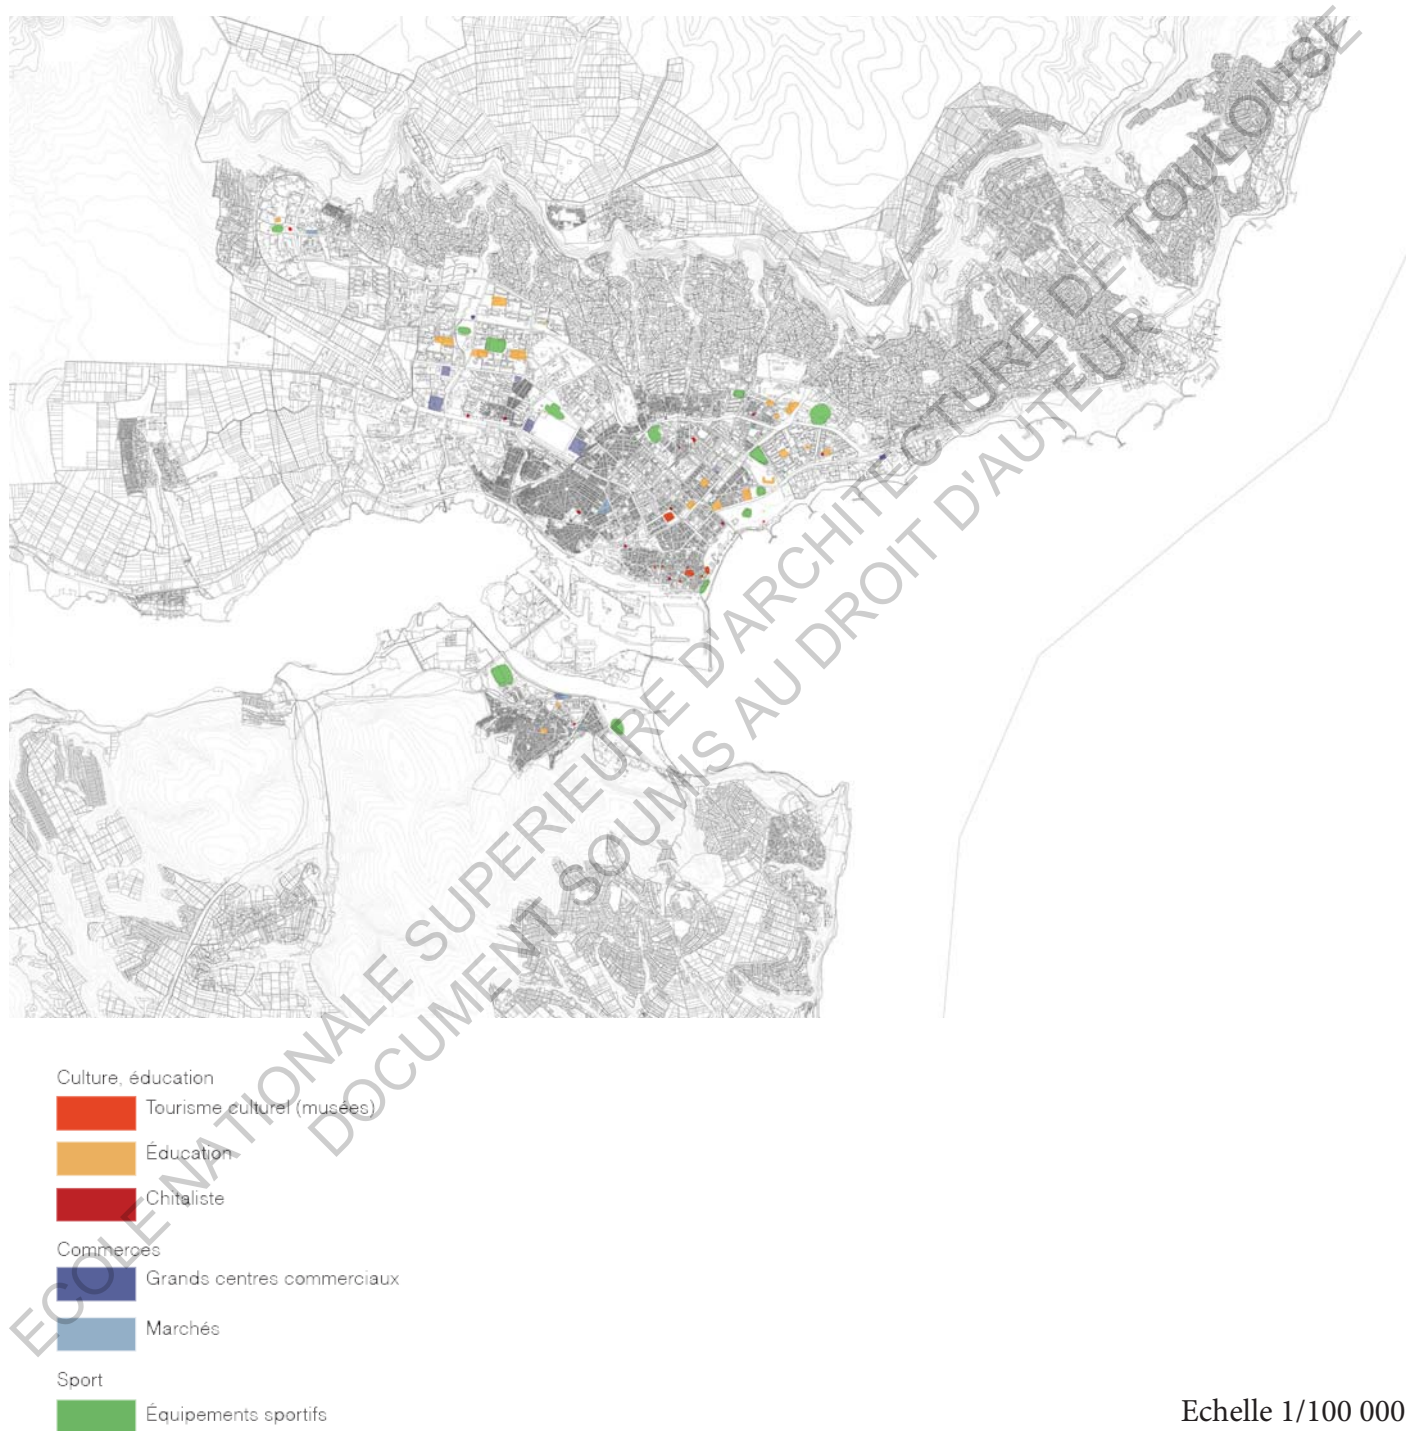 ECOLE NATIONALE SUPERIEURE D'ARCHITECTURE DE TOULOUSE
DOCUMENT SOUMIS AU DROIT D'AUTEUR
Culture, éducation
Tourisme culturel (musées)
Éducation
Chitaliste
Commerces
Grands centres commerciaux
Marchés
Sport
Équipements sportifs
Echelle 1/100 000